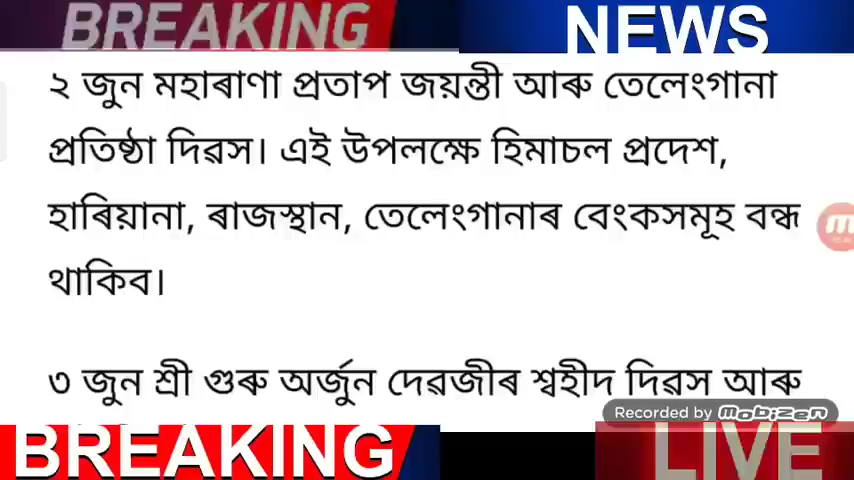 BREAKING NEWS
২ জুন মহাৰাণা প্ৰতাপ জয়ন্তী আৰু তেলেংগানা
প্ৰতিষ্ঠা দিৱস। এই উপলক্ষে হিমাচল প্ৰদেশ,
হাৰিয়ানা, ৰাজস্থান, তেলেংগানাৰ বেংকসমূহ বন্ধ
থাকিব।
৩ জুন শ্ৰী গুৰু অৰ্জুন দেৱজীৰ শ্বহীদ দিৱস আৰু
Recorded by Mobizen
BREAKING LIVE